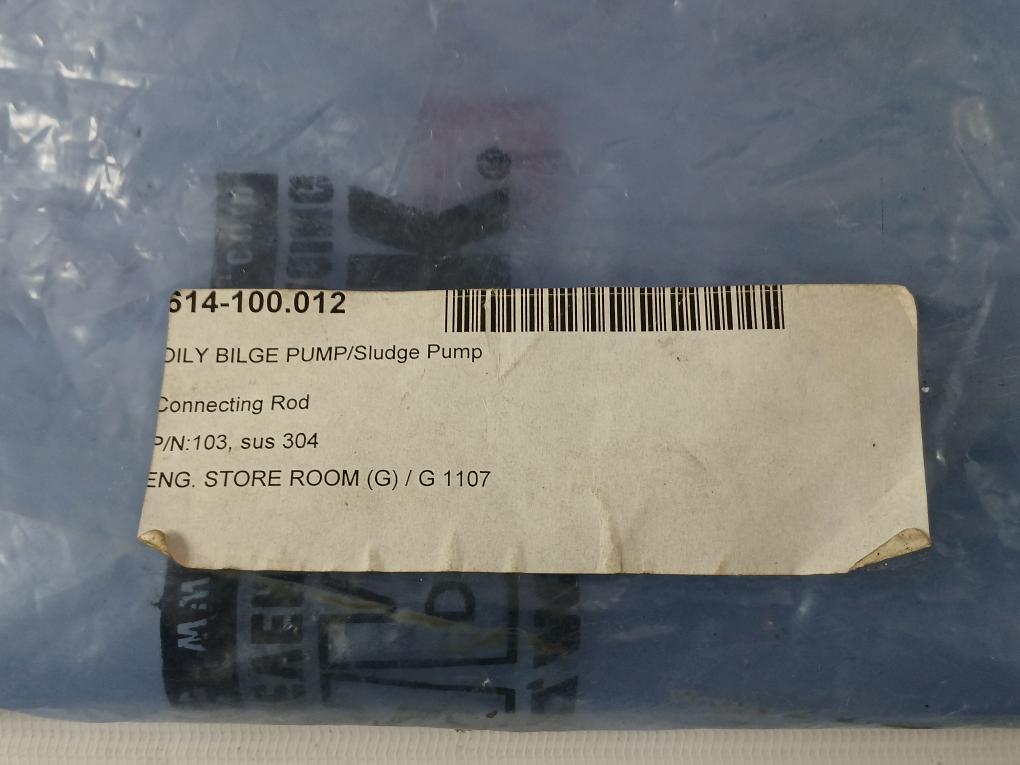 614-100.012
OILY BILGE PUMP/Sludge Pump
Connecting Rod
P/N:103, sus 304
ENG. STORE ROOM (G) / G 1107